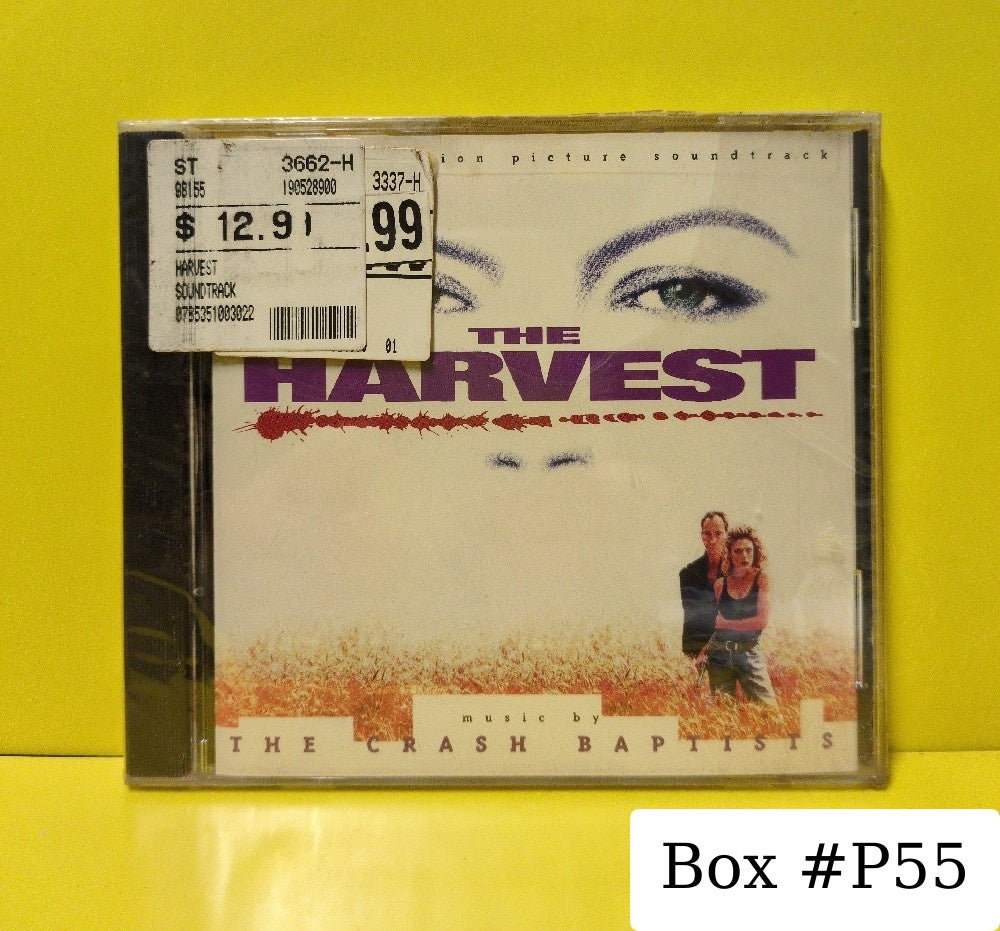 ST 3662-H
98155 190528900
$ 12.99
HARVEST
SOUNDTRACK
0785351003022
3337-H
.99
01
ion picture soundtrack
THE
HARVEST
music by
THE CRASH BAPTISTS
Box #P55